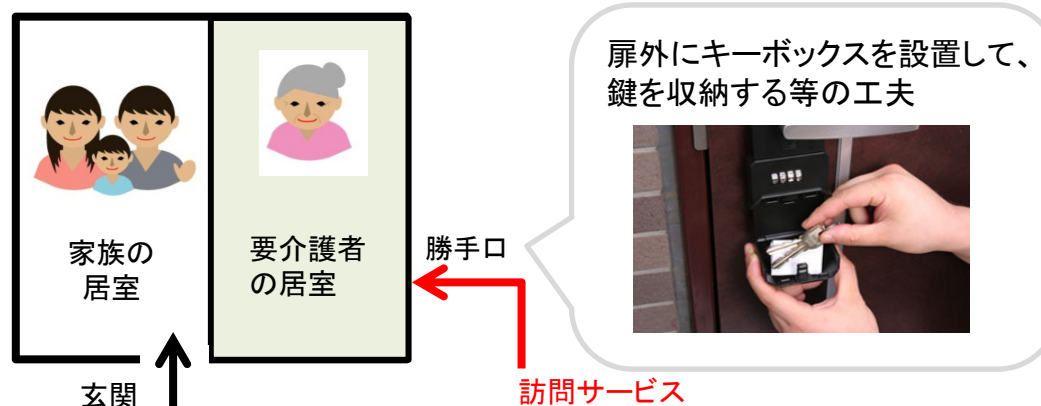 扉外にキーボックスを設置して、
鍵を収納する等の工夫
家族の
居室
要介護者
の居室
勝手口
訪問サービス
玄関